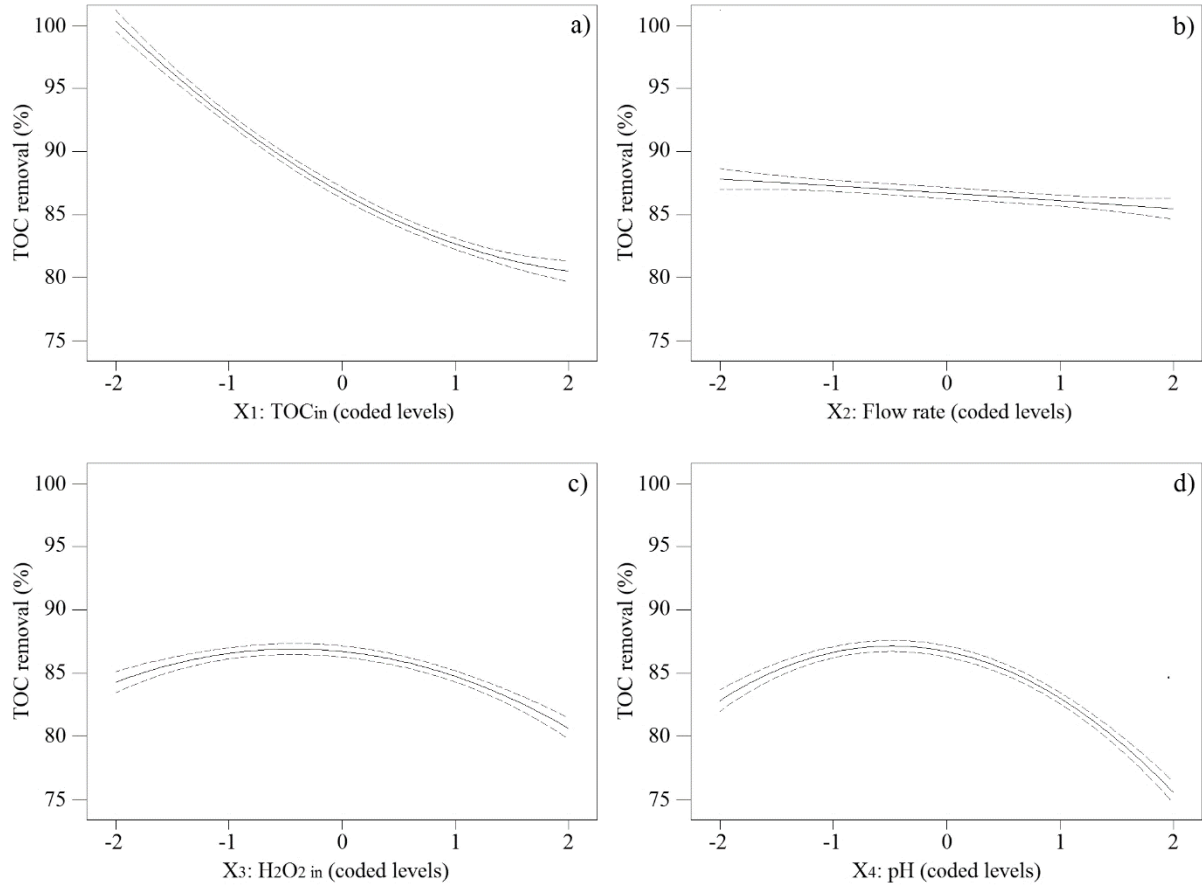 a)
100
95
90
85
80
75
TOC removal (%)
-2 -1 0 1 2
X1: TOCin (coded levels)
b)
100
95
90
85
80
75
TOC removal (%)
-2 -1 0 1 2
X2: Flow rate (coded levels)
c)
100
95
90
85
80
75
TOC removal (%)
-2 -1 0 1 2
X3: H2O2 in (coded levels)
d)
100
95
90
85
80
75
TOC removal (%)
-2 -1 0 1 2
X4: pH (coded levels)